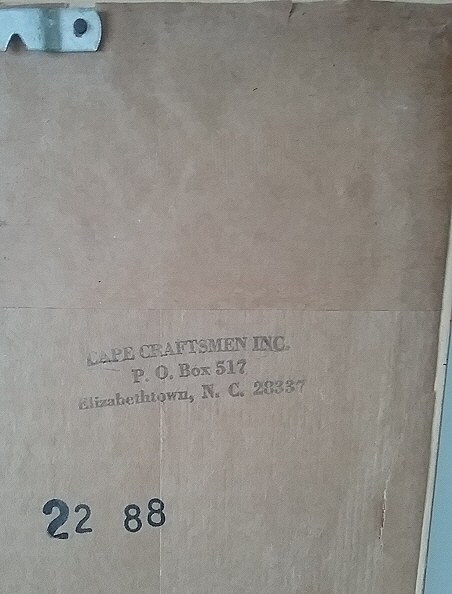 CAPE CRAFTSMEN INC.
P. O. Box 517
Elizabethtown, N. C. 28337
22 88